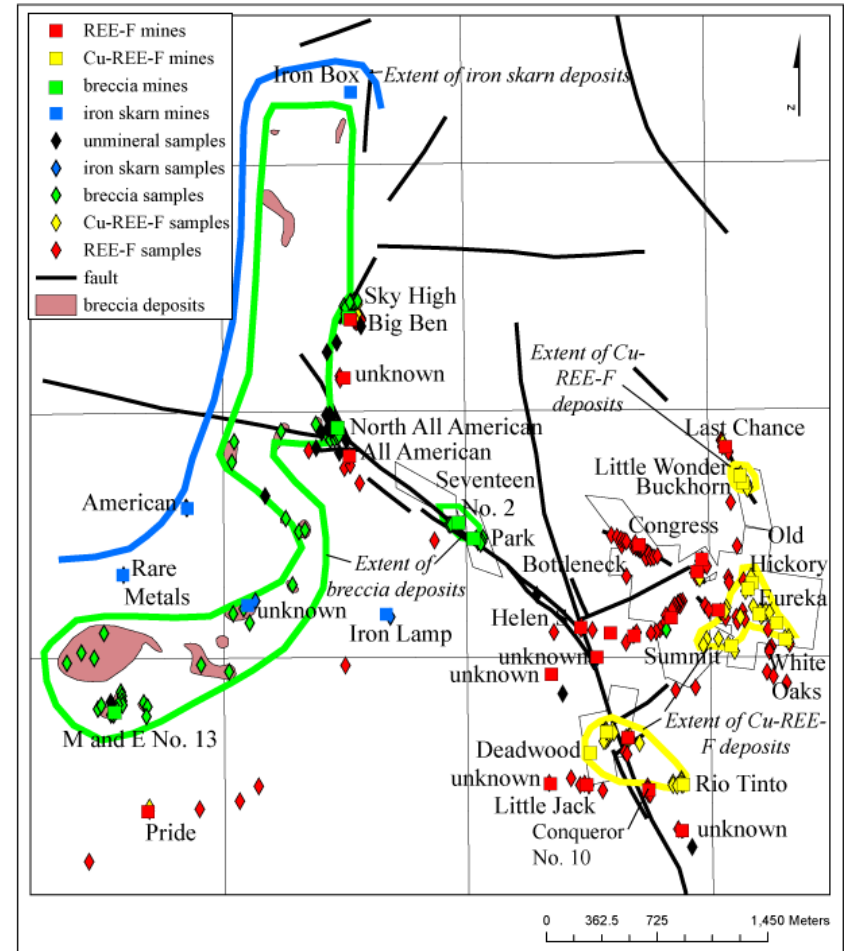 REE-F mines
Cu-REE-F mines
breccia mines
iron skarn mines
unmineral samples
iron skarn samples
breccia samples
Cu-REE-F samples
REE-F samples
fault
breccia deposits
Iron Box
Extent of iron skarn deposits
z
Sky High
Big Ben
unknown
Extent of Cu-
REE-F
deposits
North All American
All American
Last Chance
Little Wonder
Buckhorn
Seventeen
No. 2
Park
American
Congress
Old
Hickory
Bottleneck
Extent of
breccia deposits
Rare
Metals
unknown
Iron Lamp
Eureka
Helen S
unknown
Summit
White
Oaks
unknown
M and E No. 13
Extent of Cu-REE-
F deposits
Deadwood
unknown
Rio Tinto
Little Jack
Pride
Conqueror
No. 10
unknown
0 362.5 725 1,450 Meters